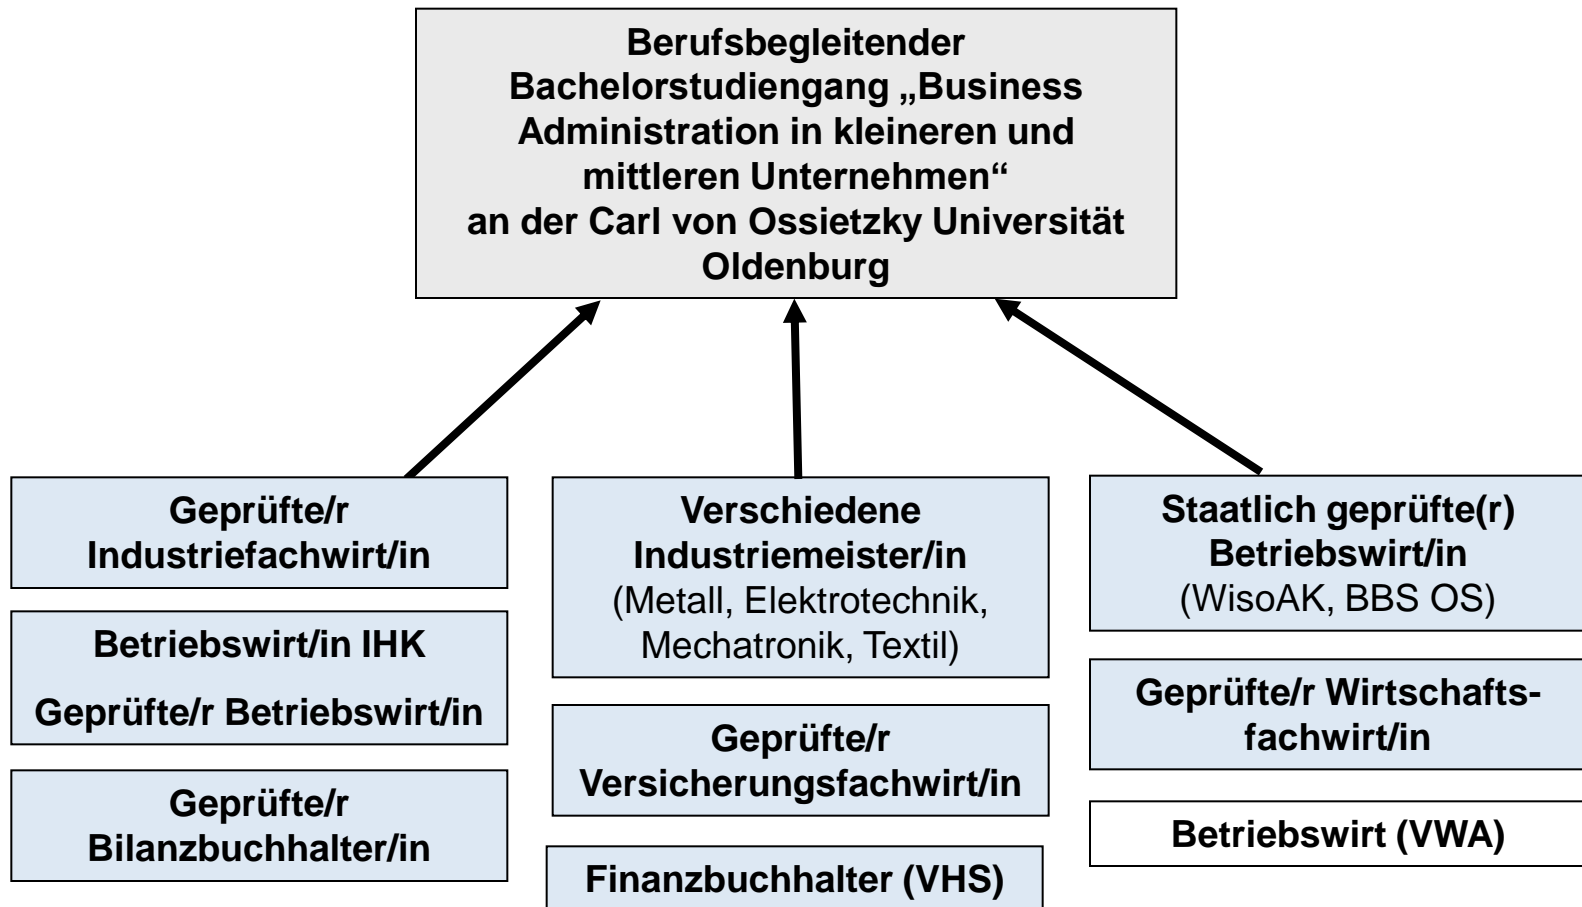 Berufsbegleitender
Bachelorstudiengang „Business
Administration in kleineren und
mittleren Unternehmen“
an der Carl von Ossietzky Universität
Oldenburg
Geprüfte/r
Industriefachwirt/in
Betriebswirt/in IHK
Geprüfte/r Betriebswirt/in
Geprüfte/r
Bilanzbuchhalter/in
Verschiedene
Industriemeister/in
(Metall, Elektrotechnik,
Mechatronik, Textil)
Geprüfte/r
Versicherungsfachwirt/in
Finanzbuchhalter (VHS)
Staatlich geprüfte(r)
Betriebswirt/in
(WisoAK, BBS OS)
Geprüfte/r Wirtschafts-
fachwirt/in
Betriebswirt (VWA)